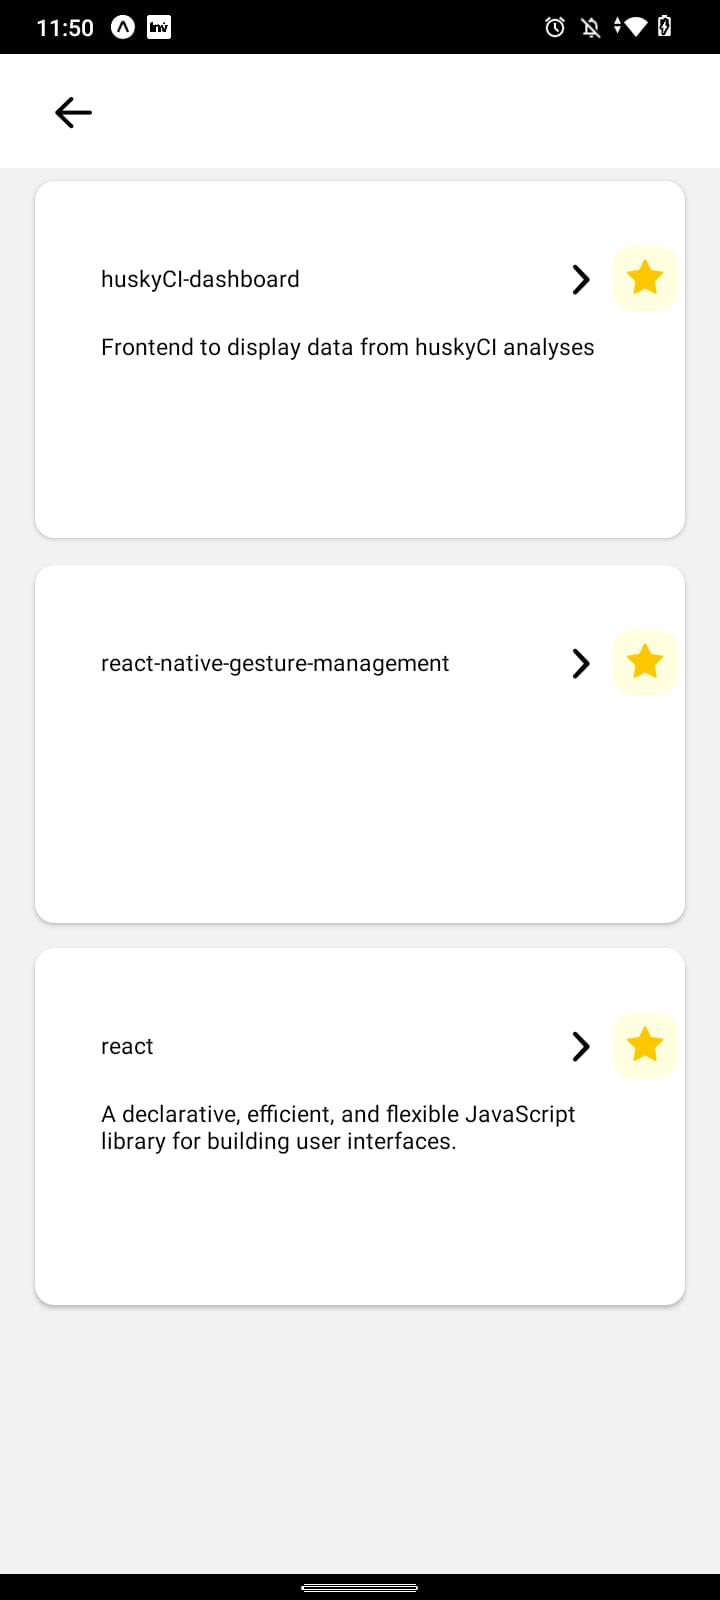 11:50
inv
huskyCI-dashboard
Frontend to display data from huskyCI analyses
react-native-gesture-management
react
A declarative, efficient, and flexible JavaScript
library for building user interfaces.